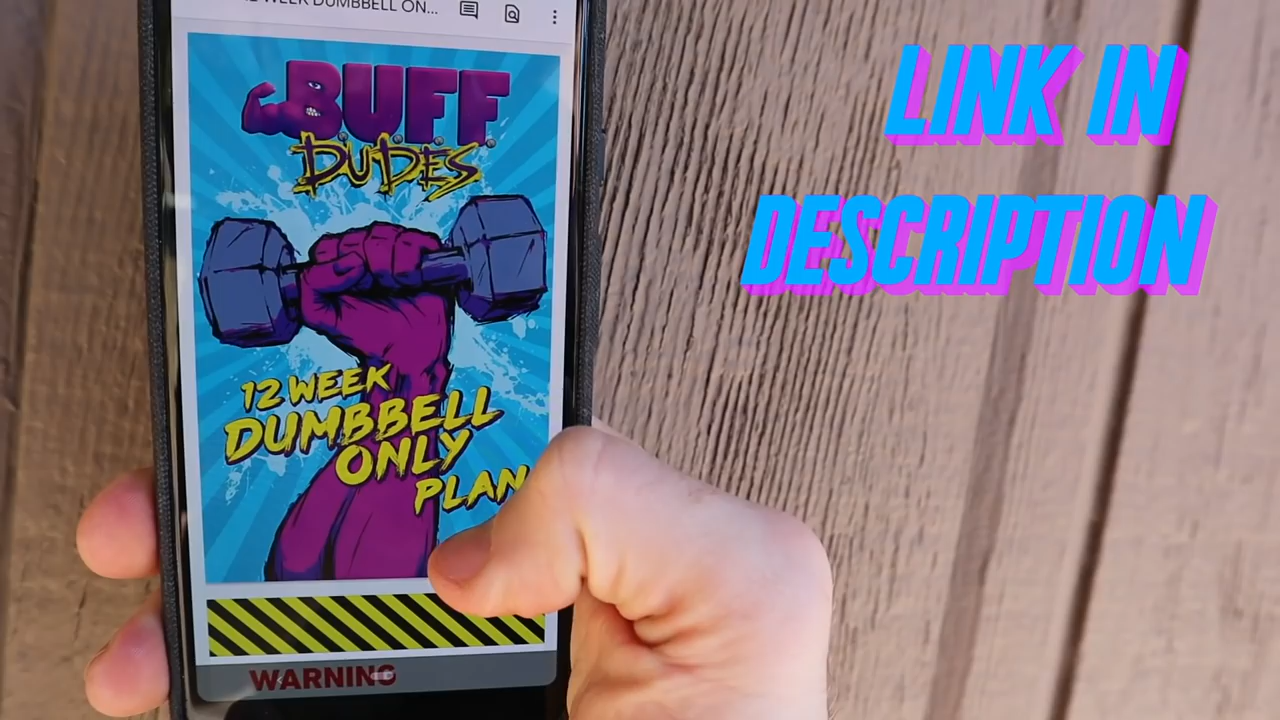 WEEK DUMBBELL ON...
BUFF
DUDES
12 WEEK
DUMBBELL
ONLY
PLAN
WARNING
LINK IN
DESCRIPTION